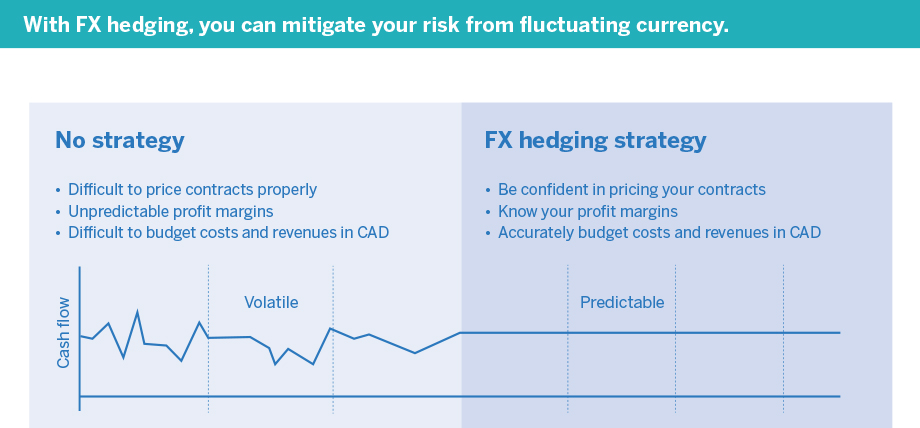 With FX hedging, you can mitigate your risk from fluctuating currency.
No strategy
• Difficult to price contracts properly
• Unpredictable profit margins
• Difficult to budget costs and revenues in CAD
FX hedging strategy
• Be confident in pricing your contracts
• Know your profit margins
• Accurately budget costs and revenues in CAD
Cash flow
Volatile
Predictable